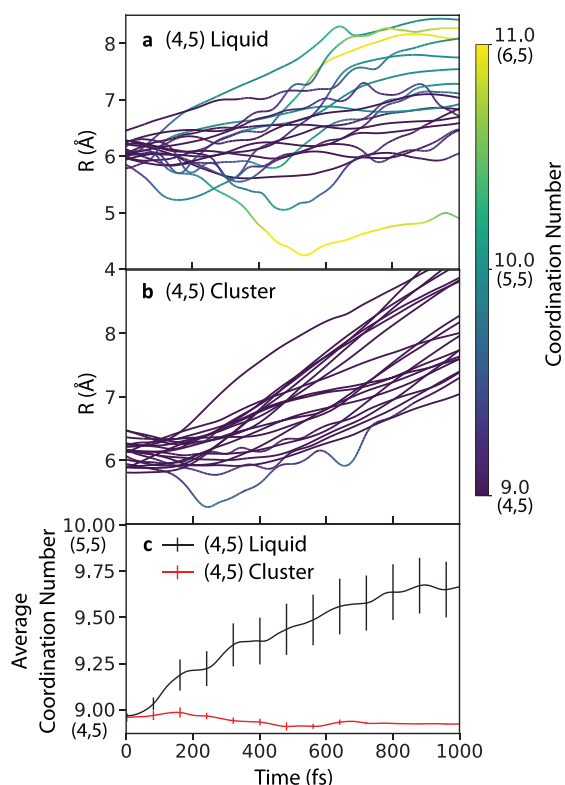 a (4,5) Liquid
8
7
6
5
4
R (Å)
b (4,5) Cluster
8
7
6
R (Å)
11.0
(6,5)
10.0
(5,5)
9.0
(4,5)
Coordination Number
c
(4,5) Liquid
(4,5) Cluster
10.00
(5,5)
9.75
9.50
9.25
9.00
(4,5)
Average
Coordination Number
0 200 400 600 800 1000
Time (fs)